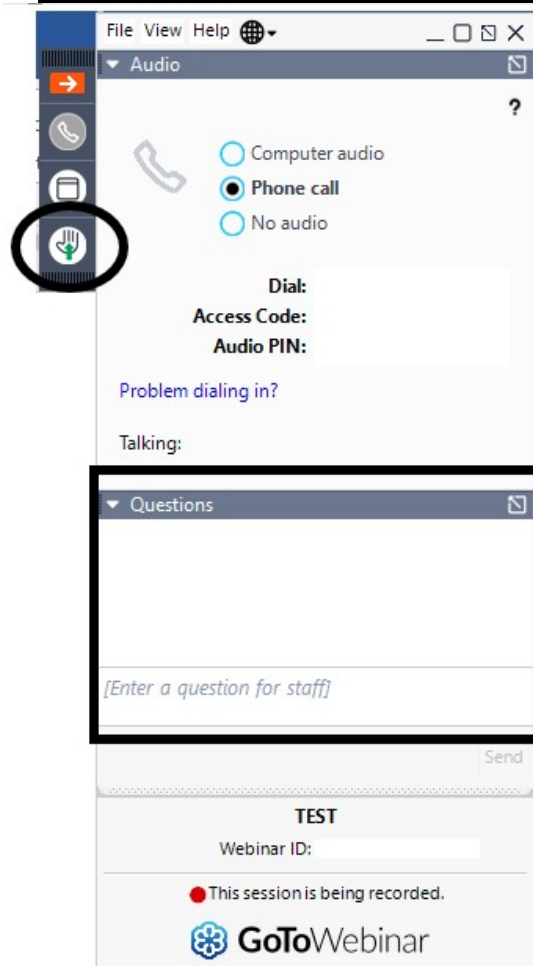 File View Help
Audio
?
Computer audio
Phone call
No audio
Dial:
Access Code:
Audio PIN:
Problem dialing in?
Talking:
Questions
[Enter a question for staff]
Send
TEST
Webinar ID:
This session is being recorded.
GoToWebinar